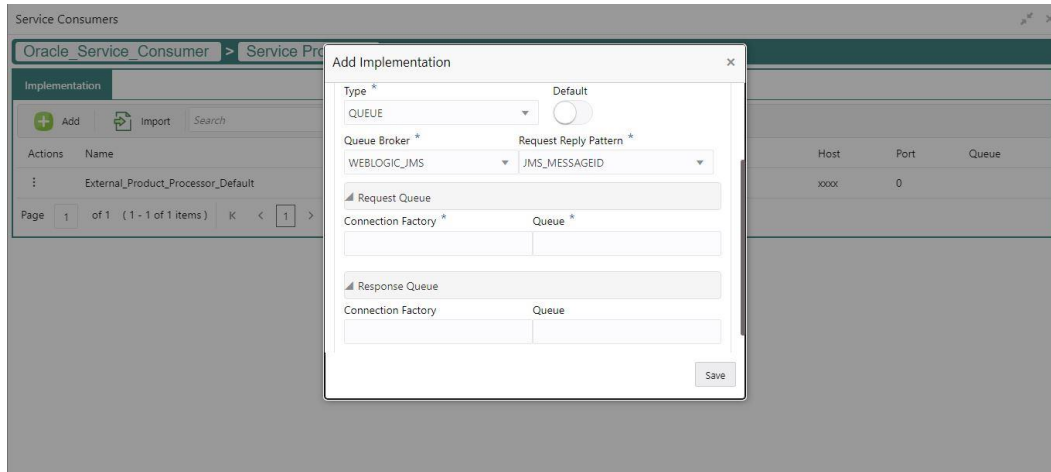 Service Consumers
Oracle_Service_Consumer > Service Pro
Implementation
Add Import Search
Actions Name Host Port Queue
External_Product_Processor_Default xxxx 0
Page 1 of 1 (1 - 1 of 1 items) K < 1 >
Add Implementation ×
Type * Default
QUEUE
Queue Broker * Request Reply Pattern *
WEBLOGIC_JMS JMS_MESSAGEID
Request Queue
Connection Factory * Queue *
Response Queue
Connection Factory Queue
Save